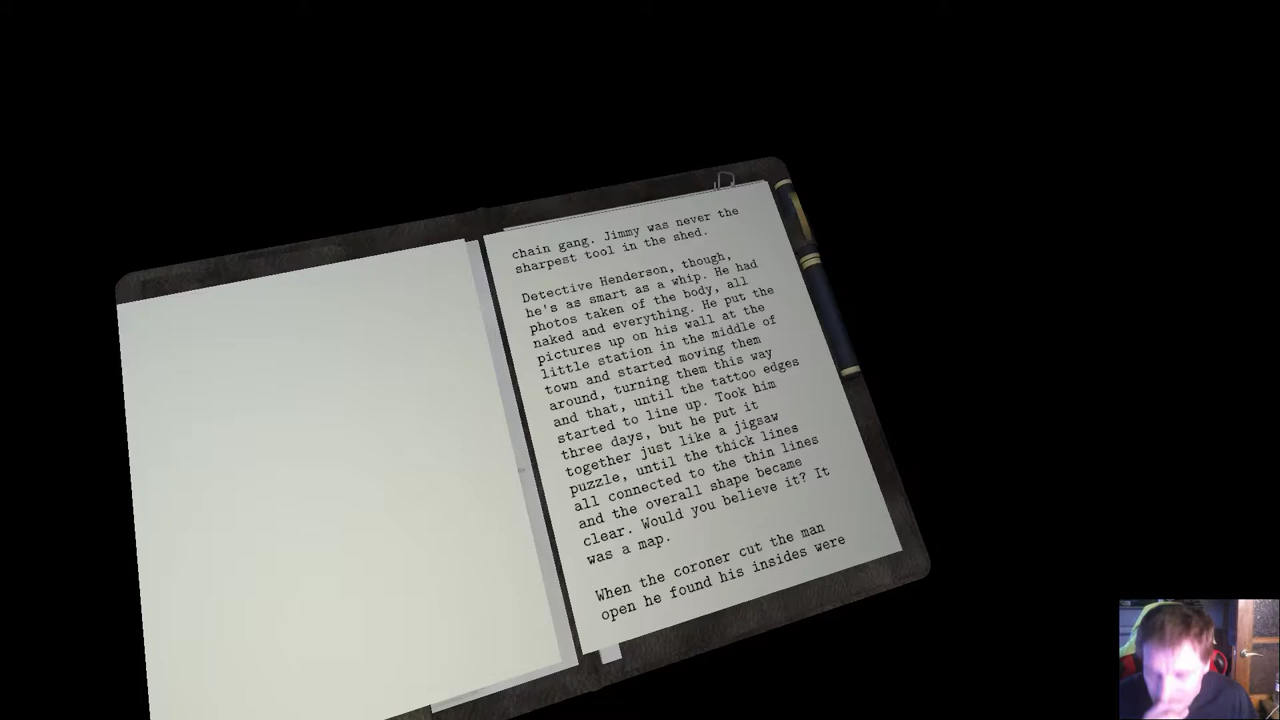 chain gang. Jimmy was never the
sharpest tool in the shed.
Detective Henderson, though,
he's as smart as a whip. He had
photos taken of the body, all
naked and everything. He put the
pictures up on his wall at the
little station in the middle of
town and started moving them
around, turning them this way
and that, until the tattoo edges
started to line up. Took him
three days, but he put it
together just like a jigsaw
puzzle, until the thick lines
all connected to the thin lines
and the overall shape became
clear. Would you believe it? It
was a map.
When the coroner cut the man
open he found his insides were